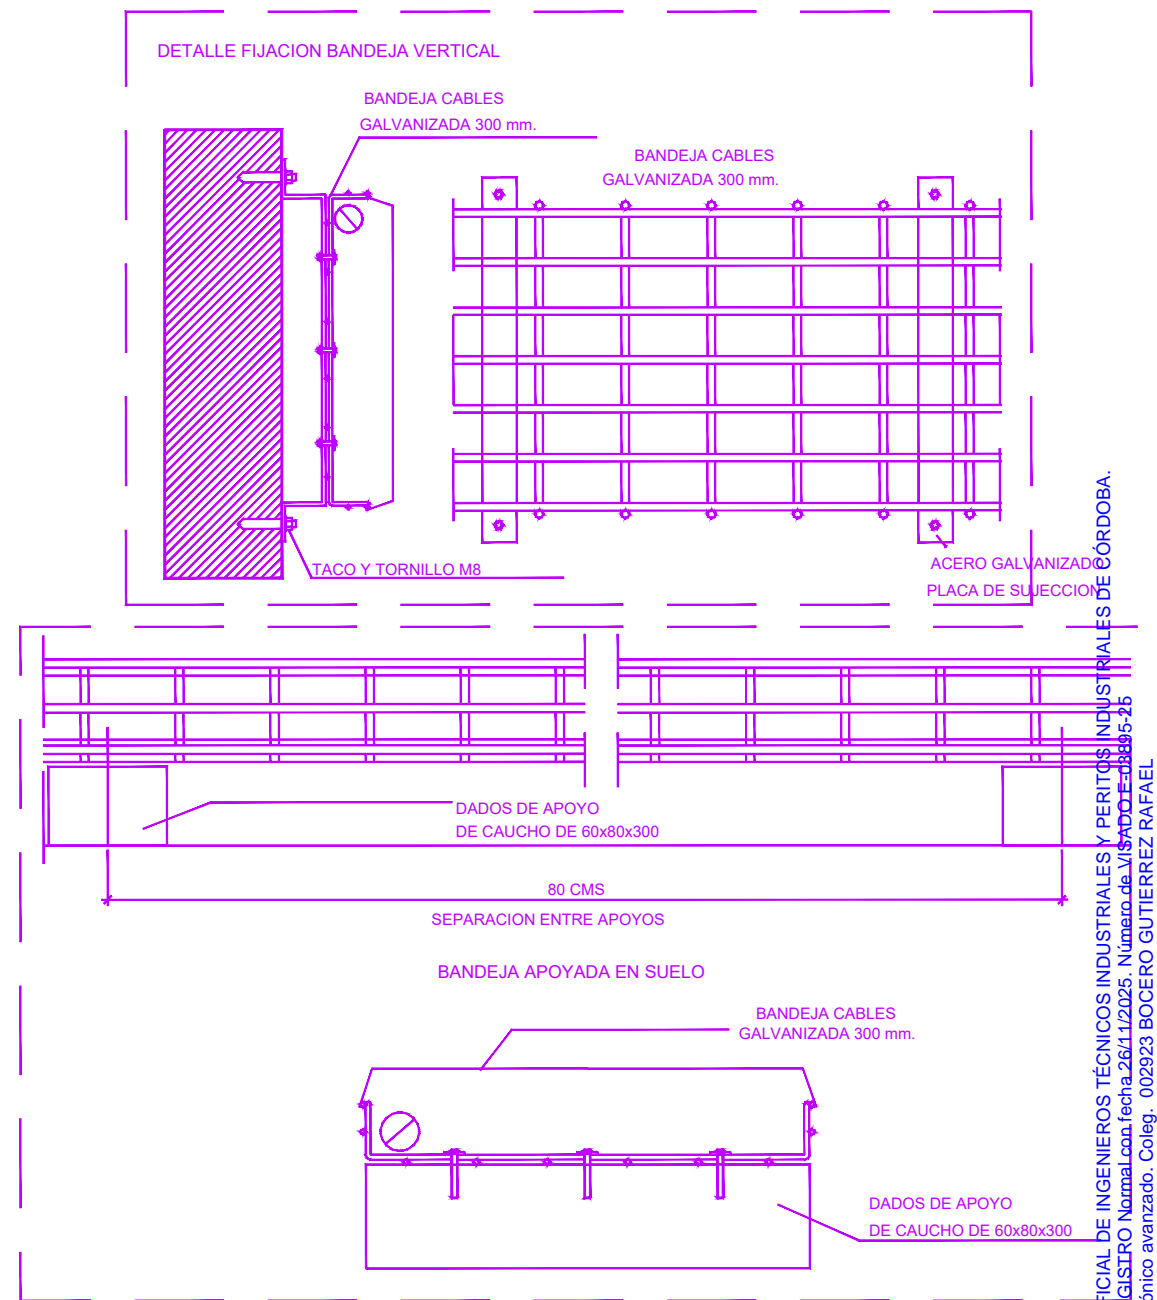 DETALLE FIJACION BANDEJA VERTICAL
BANDEJA CABLES
GALVANIZADA 300 mm.
BANDEJA CABLES
GALVANIZADA 300 mm.
TACO Y TORNILLO M8
ACERO GALVANIZADO
PLACA DE SUJECCION
DADOS DE APOYO
DE CAUCHO DE 60x80x300
80 CMS
SEPARACION ENTRE APOYOS
BANDEJA APOYADA EN SUELO
BANDEJA CABLES
GALVANIZADA 300 mm.
DADOS DE APOYO
DE CAUCHO DE 60x80x300
FICIAL DE INGENIEROS TÉCNICOS INDUSTRIALES Y PERITOS INDUSTRIALES DE CÓRDOBA.
GISTRO Normal con fecha 26/11/2025. Número de VISADO E-03895-25
ónico avanzado. Coleg. 002923 BOCERO GUTIERREZ RAFAEL